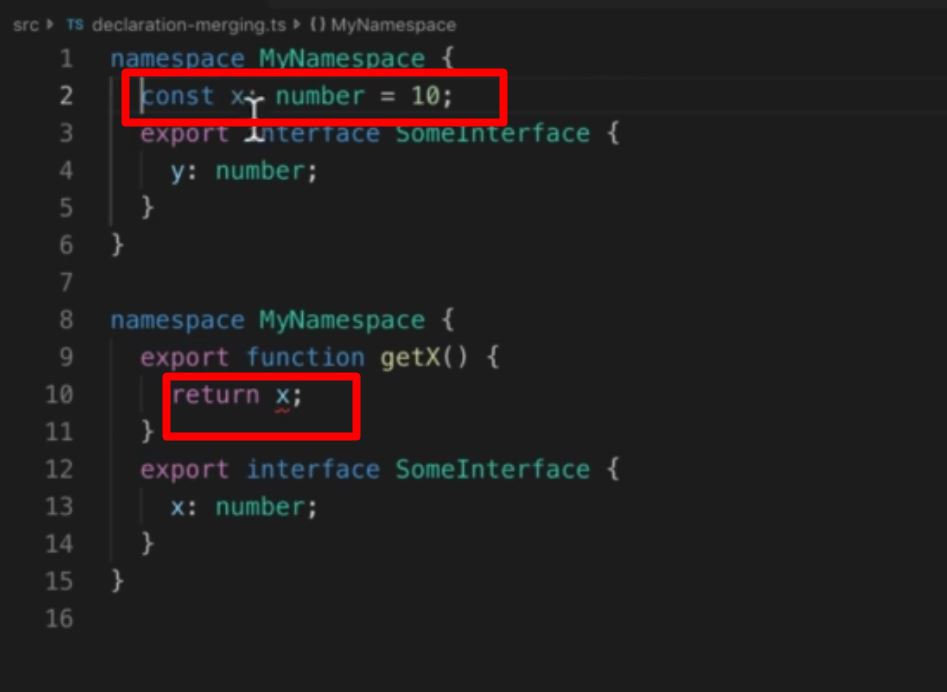 src TS declaration-merging.ts {} MyNamespace
1 namespace MyNamespace {
2 const x: number = 10;
3 export interface SomeInterface {
4 y: number;
5 }
6 }
7
8 namespace MyNamespace {
9 export function getX() {
10 return x;
11 }
12 export interface SomeInterface {
13 x: number;
14 }
15 }
16